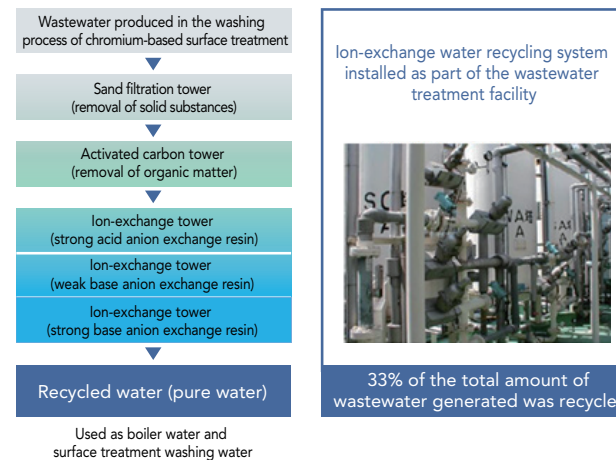 Wastewater produced in the washing
process of chromium-based surface treatment
Sand filtration tower
(removal of solid substances)
Activated carbon tower
(removal of organic matter)
Ion-exchange tower
(strong acid anion exchange resin)
Ion-exchange tower
(weak base anion exchange resin)
Ion-exchange tower
(strong base anion exchange resin)
Recycled water (pure water)
Used as boiler water and
surface treatment washing water
Ion-exchange water recycling system
installed as part of the wastewater
treatment facility
A
A
33% of the total amount of
wastewater generated was recycle